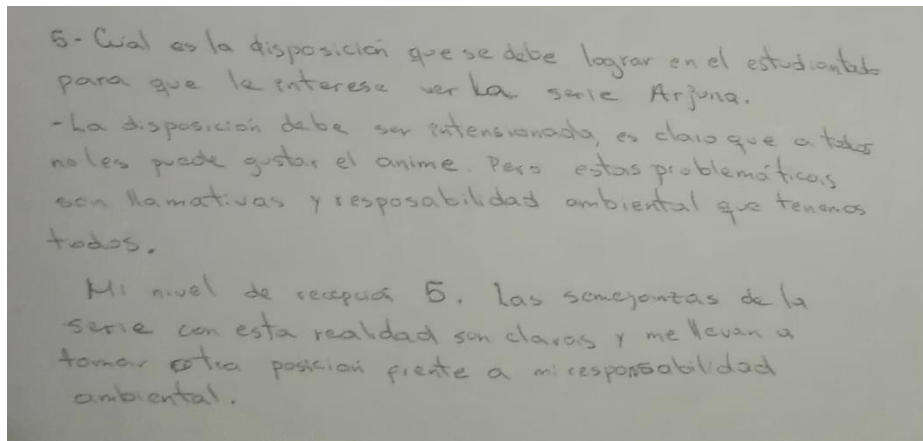 5- Cuál es la disposición que se debe lograr en el estudiantado
para que le interese ver la serie Arjuna.
-La disposición debe ser intensionada, es claro que a todos
no les puede gustar el anime. Pero estas problemáticas
son llamativas y resposabilidad ambiental que tenemos
todos.
Mi nivel de recepción 5. Las semejantzas de la
serie con esta realidad son claras y me llevan a
tomar otra posición frente a mi responsabilidad
ambiental.